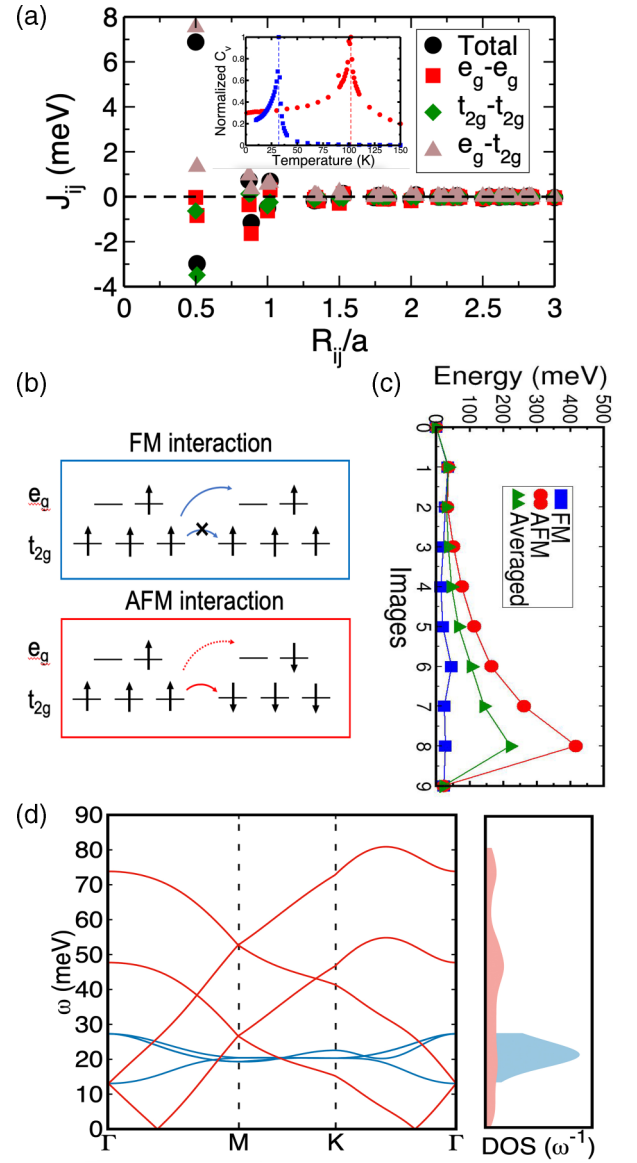 (a)
J_ij (meV)
8
6
4
2
0
-2
-4
0
0.5
1
1.5
2
2.5
3
R_ij/a
Normalized C_v
1
0.8
0.6
0.4
0.2
0
0
25
50
75
100
125
150
Temperature (K)
Total
e_g-e_g
t_2g-t_2g
e_g-t_2g
(b)
FM interaction
e_g
t_2g
AFM interaction
e_g
t_2g
(c)
Energy (meV)
0
100
200
300
400
500
0
1
2
3
4
5
6
7
8
9
Images
FM
AFM
Averaged
(d)
ω (meV)
90
80
70
60
50
40
30
20
10
0
Γ
M
K
Γ
DOS (ω⁻¹)